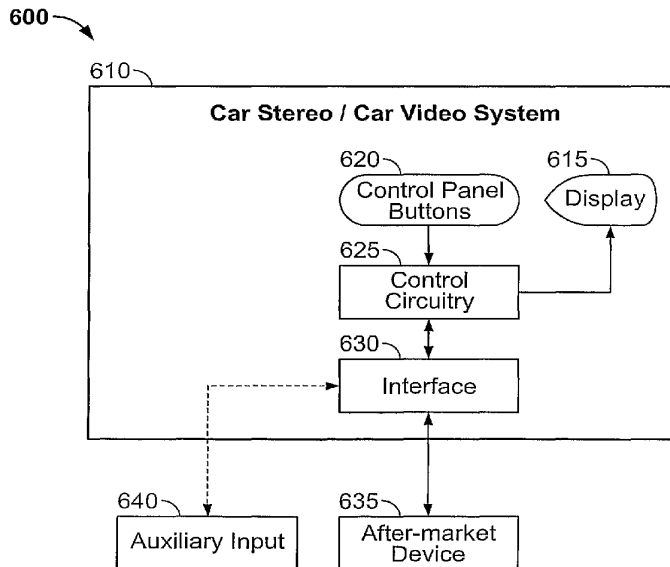 600
610
Car Stereo / Car Video System
620
Control Panel
Buttons
615
Display
625
Control
Circuitry
630
Interface
640
Auxiliary Input
635
After-market
Device